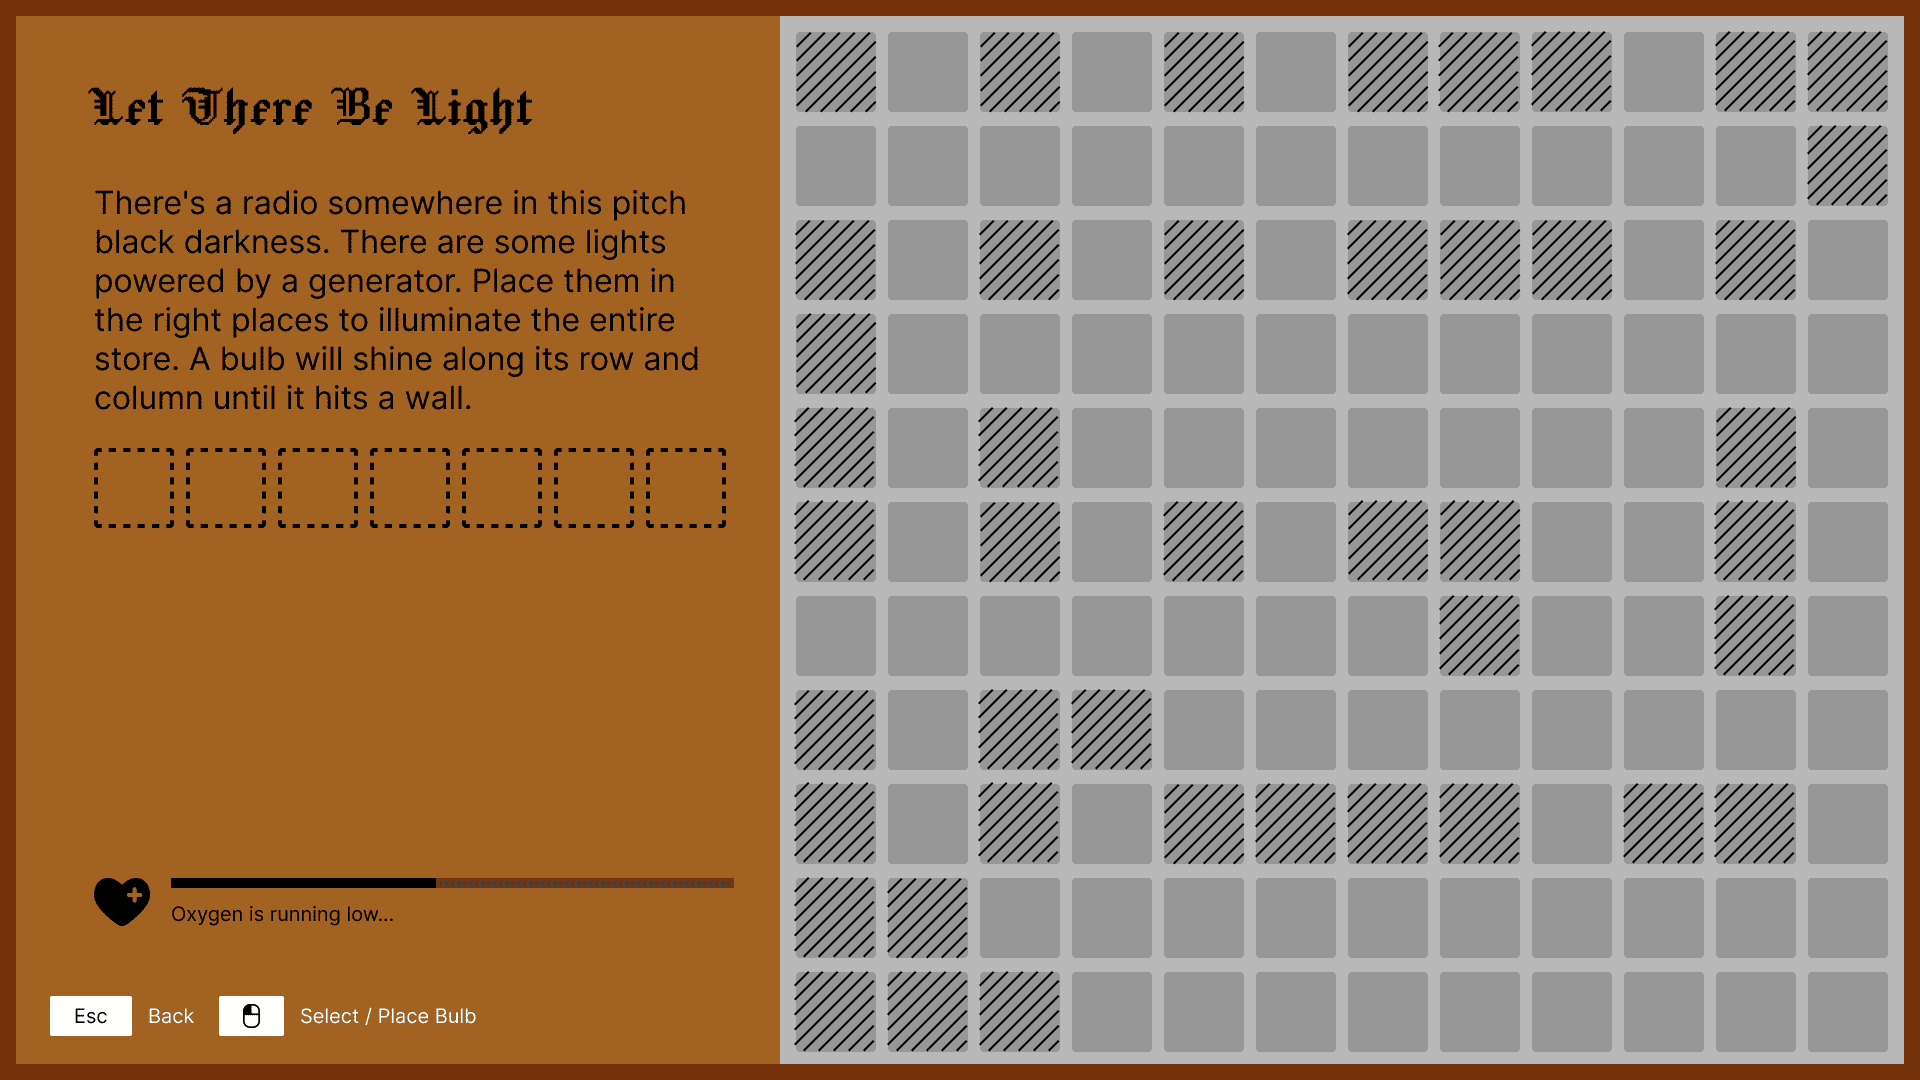 Let There Be Light
There's a radio somewhere in this pitch
black darkness. There are some lights
powered by a generator. Place them in
the right places to illuminate the entire
store. A bulb will shine along its row and
column until it hits a wall.
Oxygen is running low...
Esc Back Select / Place Bulb